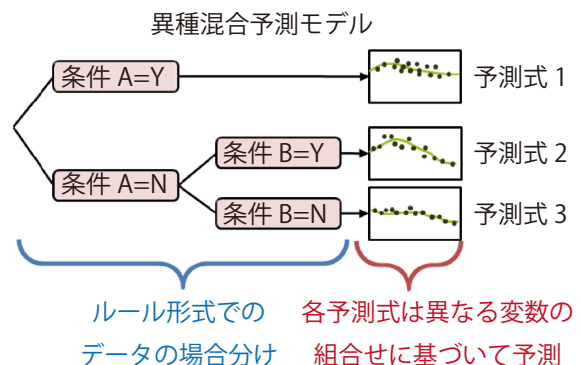 異種混合予測モデル
条件 A=Y
予測式 1
条件 B=Y
予測式 2
条件 A=N
条件 B=N
予測式 3
ルール形式での
データの場合分け
各予測式は異なる変数の
組合せに基づいて予測